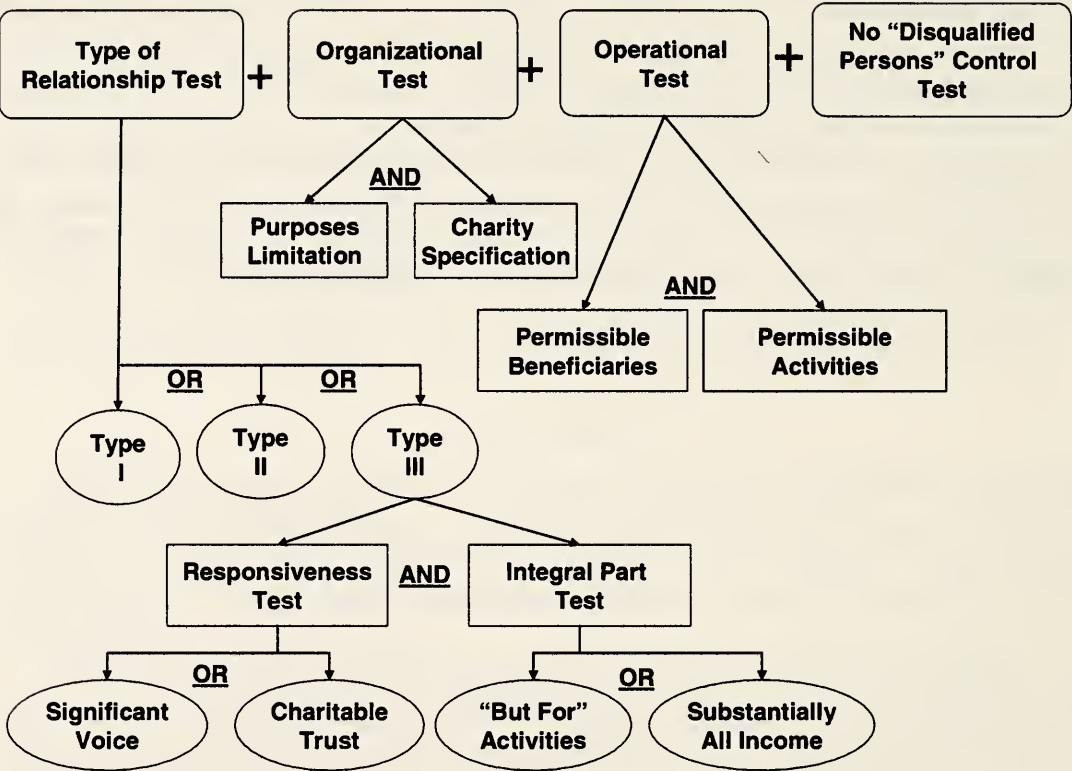 Type of
Relationship Test
+
Organizational
Test
+
Operational
Test
+
No “Disqualified
Persons” Control
Test
AND
Purposes
Limitation
Charity
Specification
AND
Permissible
Beneficiaries
Permissible
Activities
OR
OR
Type
I
Type
II
Type
III
Responsiveness
Test
AND
Integral Part
Test
OR
OR
Significant
Voice
Charitable
Trust
“But For”
Activities
Substantially
All Income